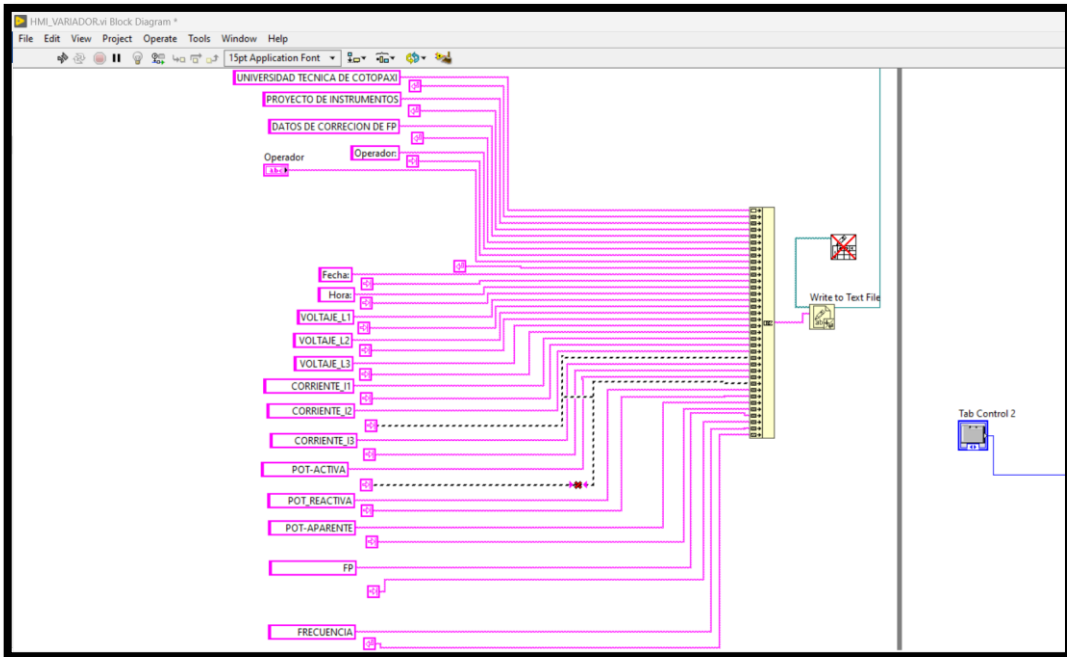 HMI_VARIADOR.vi Block Diagram *
File Edit View Project Operate Tools Window Help
15pt Application Font
UNIVERSIDAD TECNICA DE COTOPAXI
PROYECTO DE INSTRUMENTOS
DATOS DE CORRECION DE FP
Operador:
Operador
Fecha:
Hora:
Write to Text File
VOLTAJE_L1
VOLTAJE_L2
VOLTAJE_L3
CORRIENTE_I1
CORRIENTE_I2
Tab Control 2
CORRIENTE_I3
POT-ACTIVA
POT_REACTIVA
POT-APARENTE
FP
FRECUENCIA